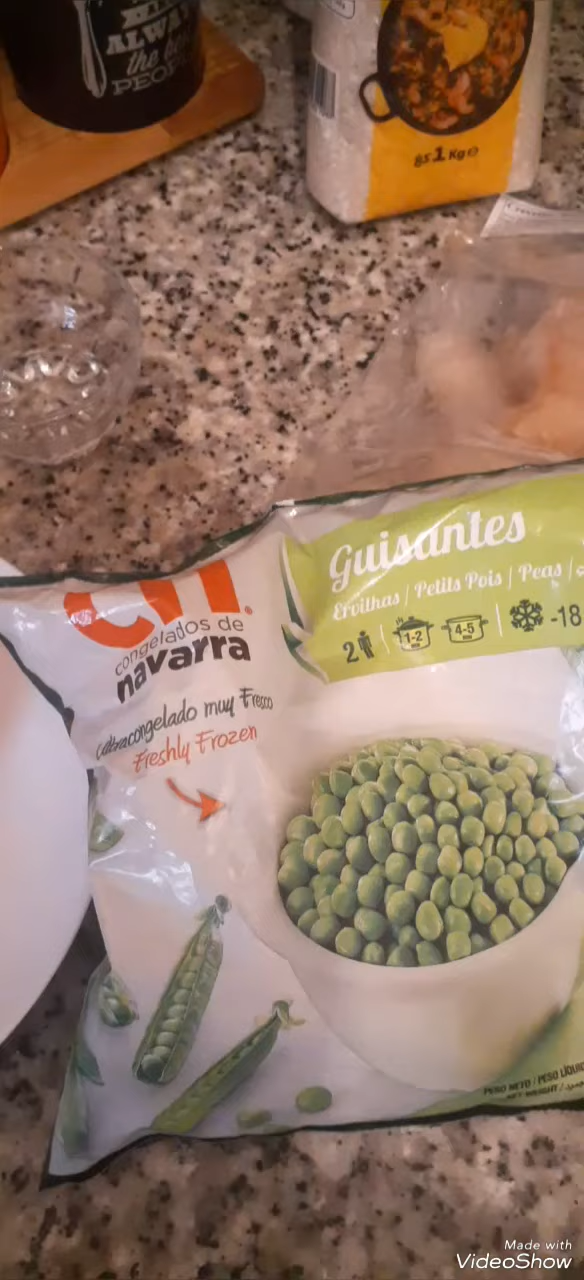 ALWAYS
the best
PEOPLE
1 Kg e
Guisantes
Ervilhas / Petits Pois / Peas /
cn®
congelados de
navarra
2
1-2
4-5
-18
Ultracongelado muy Fresco
Freshly Frozen
PESO NETO / PESO LÍQUIDO
NET WEIGHT /
Made with
VideoShow